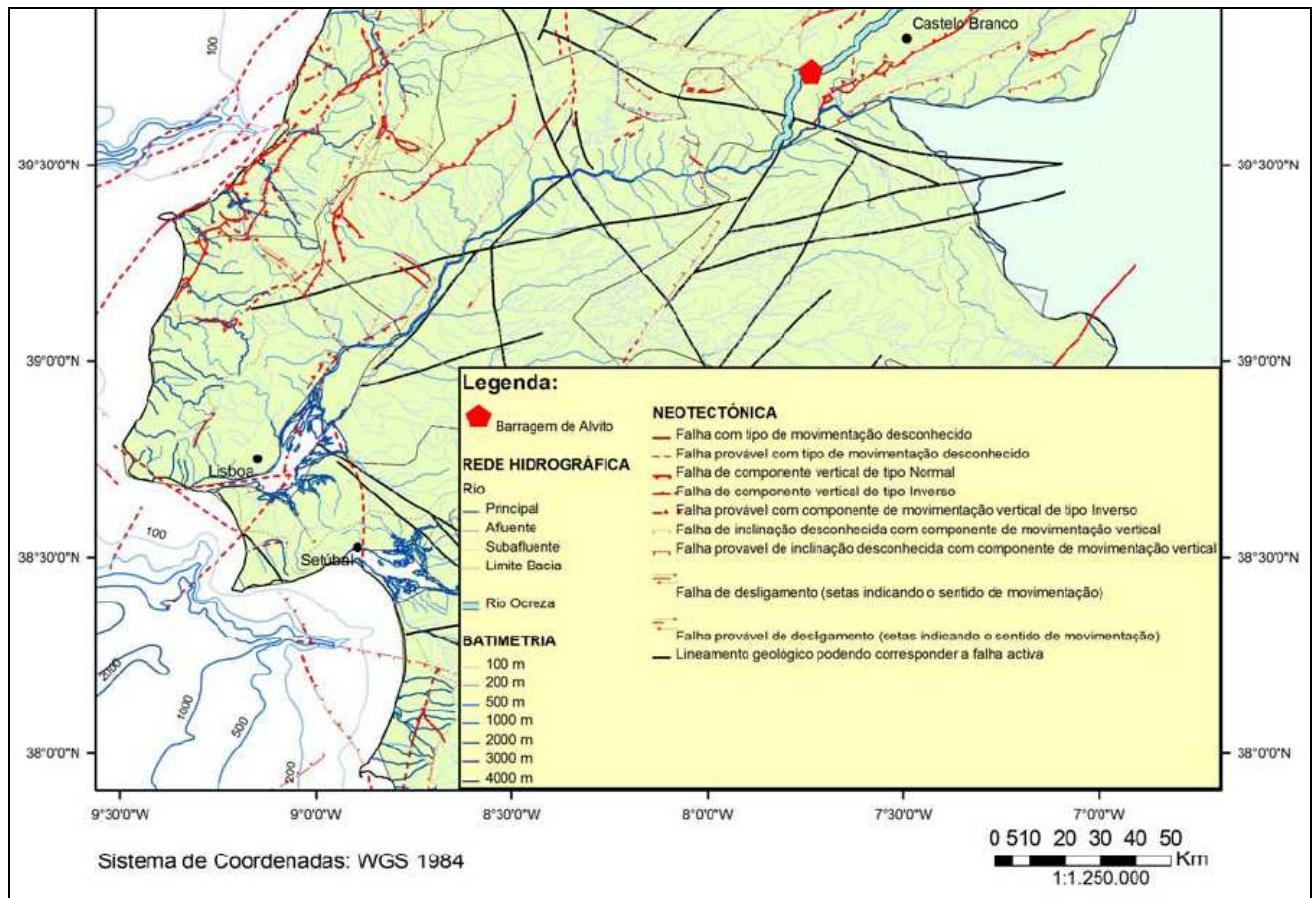 Castelo Branco
100
39°30'0"N
39°30'0"N
39°0'0"N
39°0'0"N
Lisboa
100
38°30'0"N
38°30'0"N
Setúbal
2000
1000
500
200
38°0'0"N
38°0'0"N
Legenda:
Barragem de Alvito
REDE HIDROGRÁFICA
Rio
Principal
Afluente
Subafluente
Limite Bacia
Rio Ocreza
BATIMETRIA
100 m
200 m
500 m
1000 m
2000 m
3000 m
4000 m
NEOTECTÓNICA
Falha com tipo de movimentação desconhecido
Falha provável com tipo de movimentação desconhecido
Falha de componente vertical de tipo Normal
Falha de componente vertical de tipo Inverso
Falha provável com componente de movimentação vertical de tipo Inverso
Falha de inclinação desconhecida com componente de movimentação vertical
Falha provavel de inclinação desconhecida com componente de movimentação vertical
Falha de desligamento (setas indicando o sentido de movimentação)
Falha provável de desligamento (setas indicando o sentido de movimentação)
Lineamento geológico podendo corresponder a falha activa
9°30'0"W
9°0'0"W
8°30'0"W
8°0'0"W
7°30'0"W
7°0'0"W
Sistema de Coordenadas: WGS 1984
0 510 20 30 40 50
Km
1:1.250.000